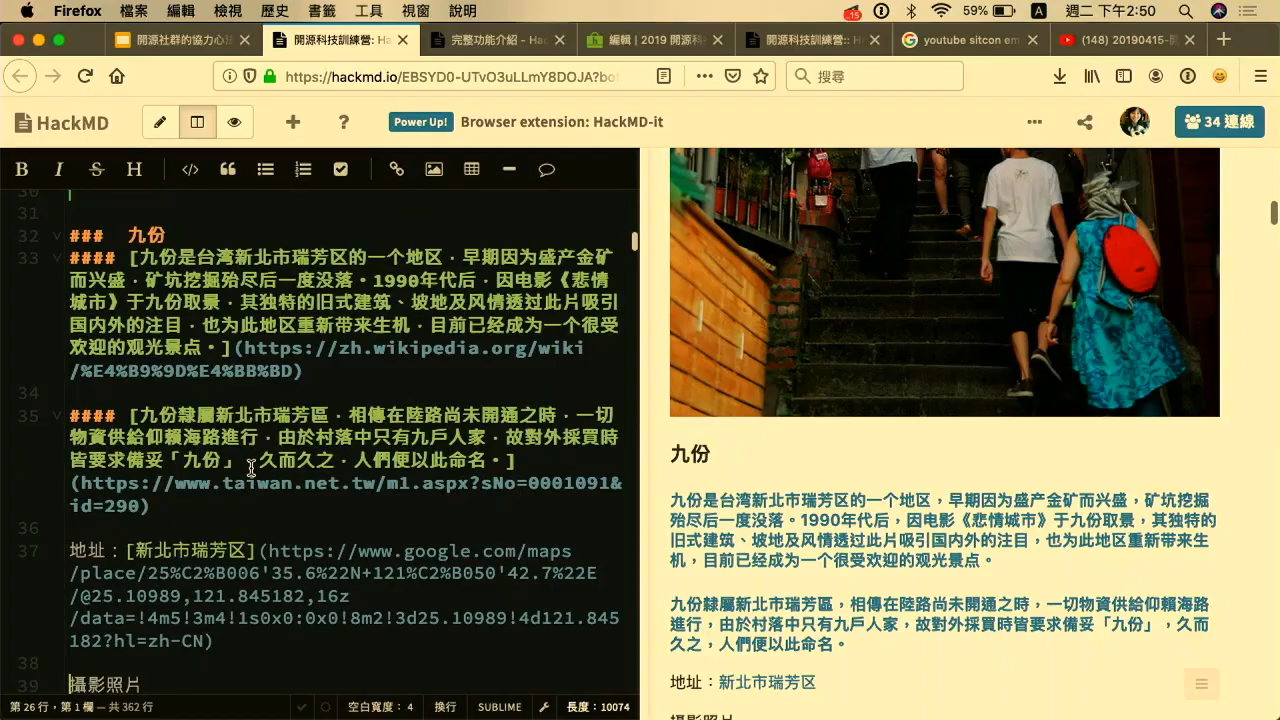 Firefox 檔案 編輯 檢視 歷史 書籤 工具 視窗 說明 15 59% A 週二 下午2:50
開源社群的協力心法 開源科技訓練營: Ha 完整功能介紹 - Hac 編輯 | 2019 開源科 開源科技訓練營:: H youtube sitcon em (148) 20190415-開
https://hackmd.io/EBSYD0-UTvO3uLLmY8DOJA?bo 搜尋
HackMD Power Up! Browser extension: HackMD-it 34 連線
B I S H
30
31
32 ### 九份
33 #### [九份是台湾新北市瑞芳区的一个地区，早期因为盛产金矿
而兴盛，矿坑挖掘殆尽后一度没落。1990年代后，因电影《悲情
城市》于九份取景，其独特的旧式建筑、坡地及风情透过此片吸引
国内外的注目，也为此地区重新带来生机，目前已经成为一个很受
欢迎的观光景点。](https://zh.wikipedia.org/wiki
/%E4%B9%9D%E4%BB%BD)
34
35 #### [九份隸屬新北市瑞芳區，相傳在陸路尚未開通之時，一切
物資供給仰賴海路進行，由於村落中只有九戶人家，故對外採買時
皆要求備妥「九份」，久而久之，人們便以此命名。]
(https://www.taiwan.net.tw/m1.aspx?sNo=0001091&
id=290)
36
37 地址：[新北市瑞芳区](https://www.google.com/maps
/place/25%C2%B006'35.6%22N+121%C2%B050'42.7%22E
/@25.10989,121.845182,16z
/data=!4m5!3m4!1s0x0:0x0!8m2!3d25.10989!4d121.845
182?hl=zh-CN)
38
39 攝影照片
第 26 行，第 1 欄 — 共 362 行 空白寬度： 4 換行 SUBLIME 長度：10074
九份
九份是台湾新北市瑞芳区的一个地区，早期因为盛产金矿而兴盛，矿坑挖掘
殆尽后一度没落。1990年代后，因电影《悲情城市》于九份取景，其独特的
旧式建筑、坡地及风情透过此片吸引国内外的注目，也为此地区重新带来生
机，目前已经成为一个很受欢迎的观光景点。
九份隸屬新北市瑞芳區，相傳在陸路尚未開通之時，一切物資供給仰賴海路
進行，由於村落中只有九戶人家，故對外採買時皆要求備妥「九份」，久而
久之，人們便以此命名。
地址：新北市瑞芳区
攝影照片